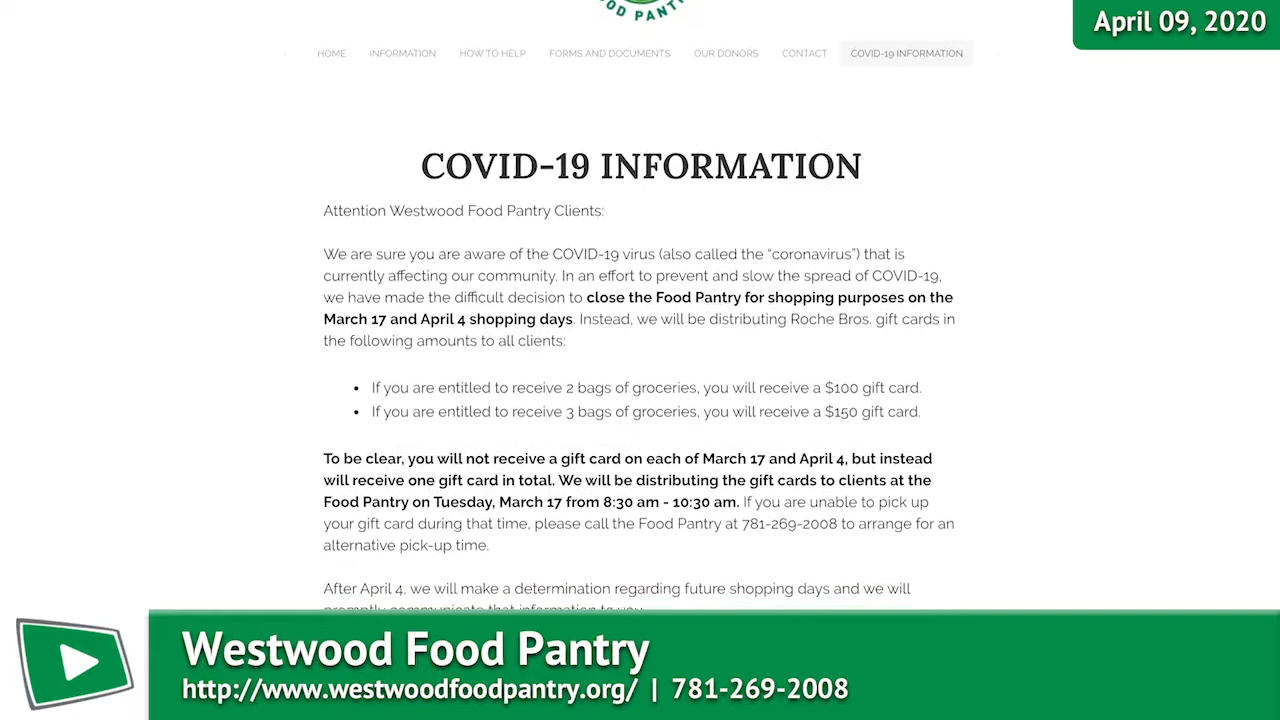 OOD PANT
April 09, 2020
HOME INFORMATION HOW TO HELP FORMS AND DOCUMENTS OUR DONORS CONTACT COVID-19 INFORMATION
COVID-19 INFORMATION
Attention Westwood Food Pantry Clients:
We are sure you are aware of the COVID-19 virus (also called the “coronavirus”) that is
currently affecting our community. In an effort to prevent and slow the spread of COVID-19,
we have made the difficult decision to close the Food Pantry for shopping purposes on the
March 17 and April 4 shopping days. Instead, we will be distributing Roche Bros. gift cards in
the following amounts to all clients:
• If you are entitled to receive 2 bags of groceries, you will receive a $100 gift card.
• If you are entitled to receive 3 bags of groceries, you will receive a $150 gift card.
To be clear, you will not receive a gift card on each of March 17 and April 4, but instead
will receive one gift card in total. We will be distributing the gift cards to clients at the
Food Pantry on Tuesday, March 17 from 8:30 am - 10:30 am. If you are unable to pick up
your gift card during that time, please call the Food Pantry at 781-269-2008 to arrange for an
alternative pick-up time.
After April 4, we will make a determination regarding future shopping days and we will
promptly communicate that information to you.
Westwood Food Pantry
http://www.westwoodfoodpantry.org/ | 781-269-2008